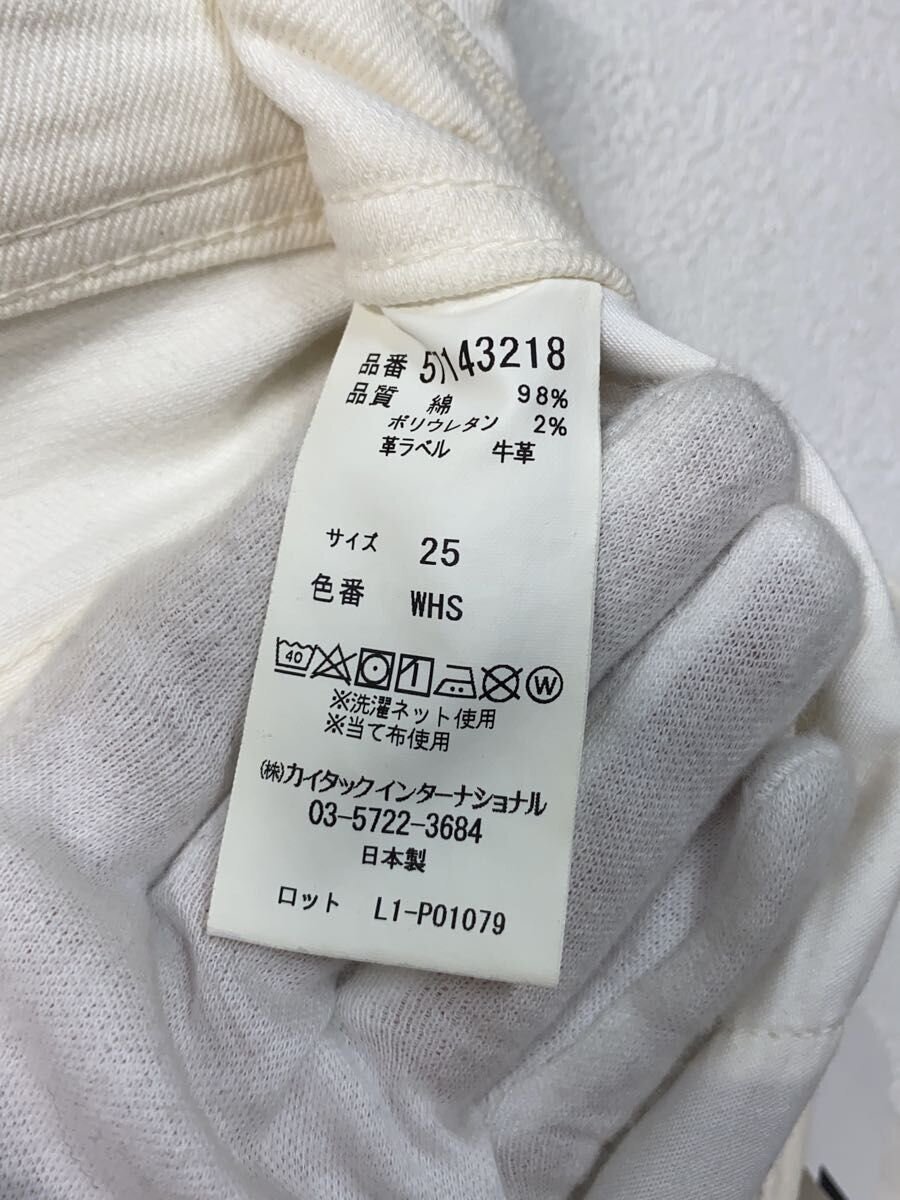 品番 5143218
品質 綿 98%
ポリウレタン 2%
革ラベル 牛革
サイズ 25
色番 WHS
40 W
※洗濯ネット使用
※当て布使用
(株)カイタックインターナショナル
03-5722-3684
日本製
ロット L1-P01079